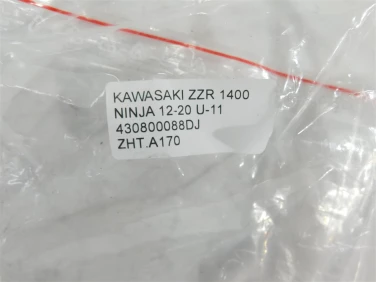 KAWASAKI ZZR 1400
NINJA 12-20 U-11
430800088DJ
ZHT.A170